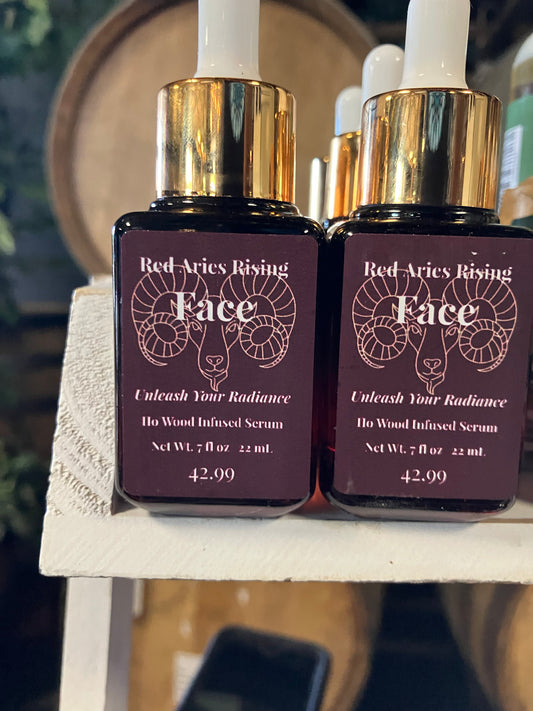 Red Aries Rising
Face
Unleash Your Radiance
Ho Wood Infused Serum
Net Wt. 7 fl oz 22 mL
42.99
Red Aries Rising
Face
Unleash Your Radiance
Ho Wood Infused Serum
Net Wt. 7 fl oz 22 mL
42.99